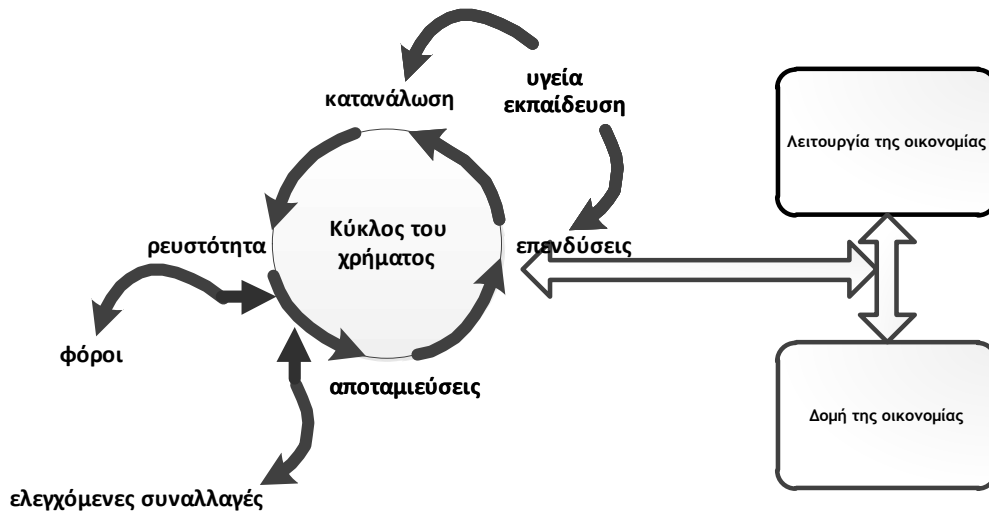 υγεία
εκπαίδευση
κατανάλωση
Λειτουργία της οικονομίας
Κύκλος του
χρήματος
ρευστότητα
επενδύσεις
φόροι
αποταμιεύσεις
Δομή της οικονομίας
ελεγχόμενες συναλλαγές